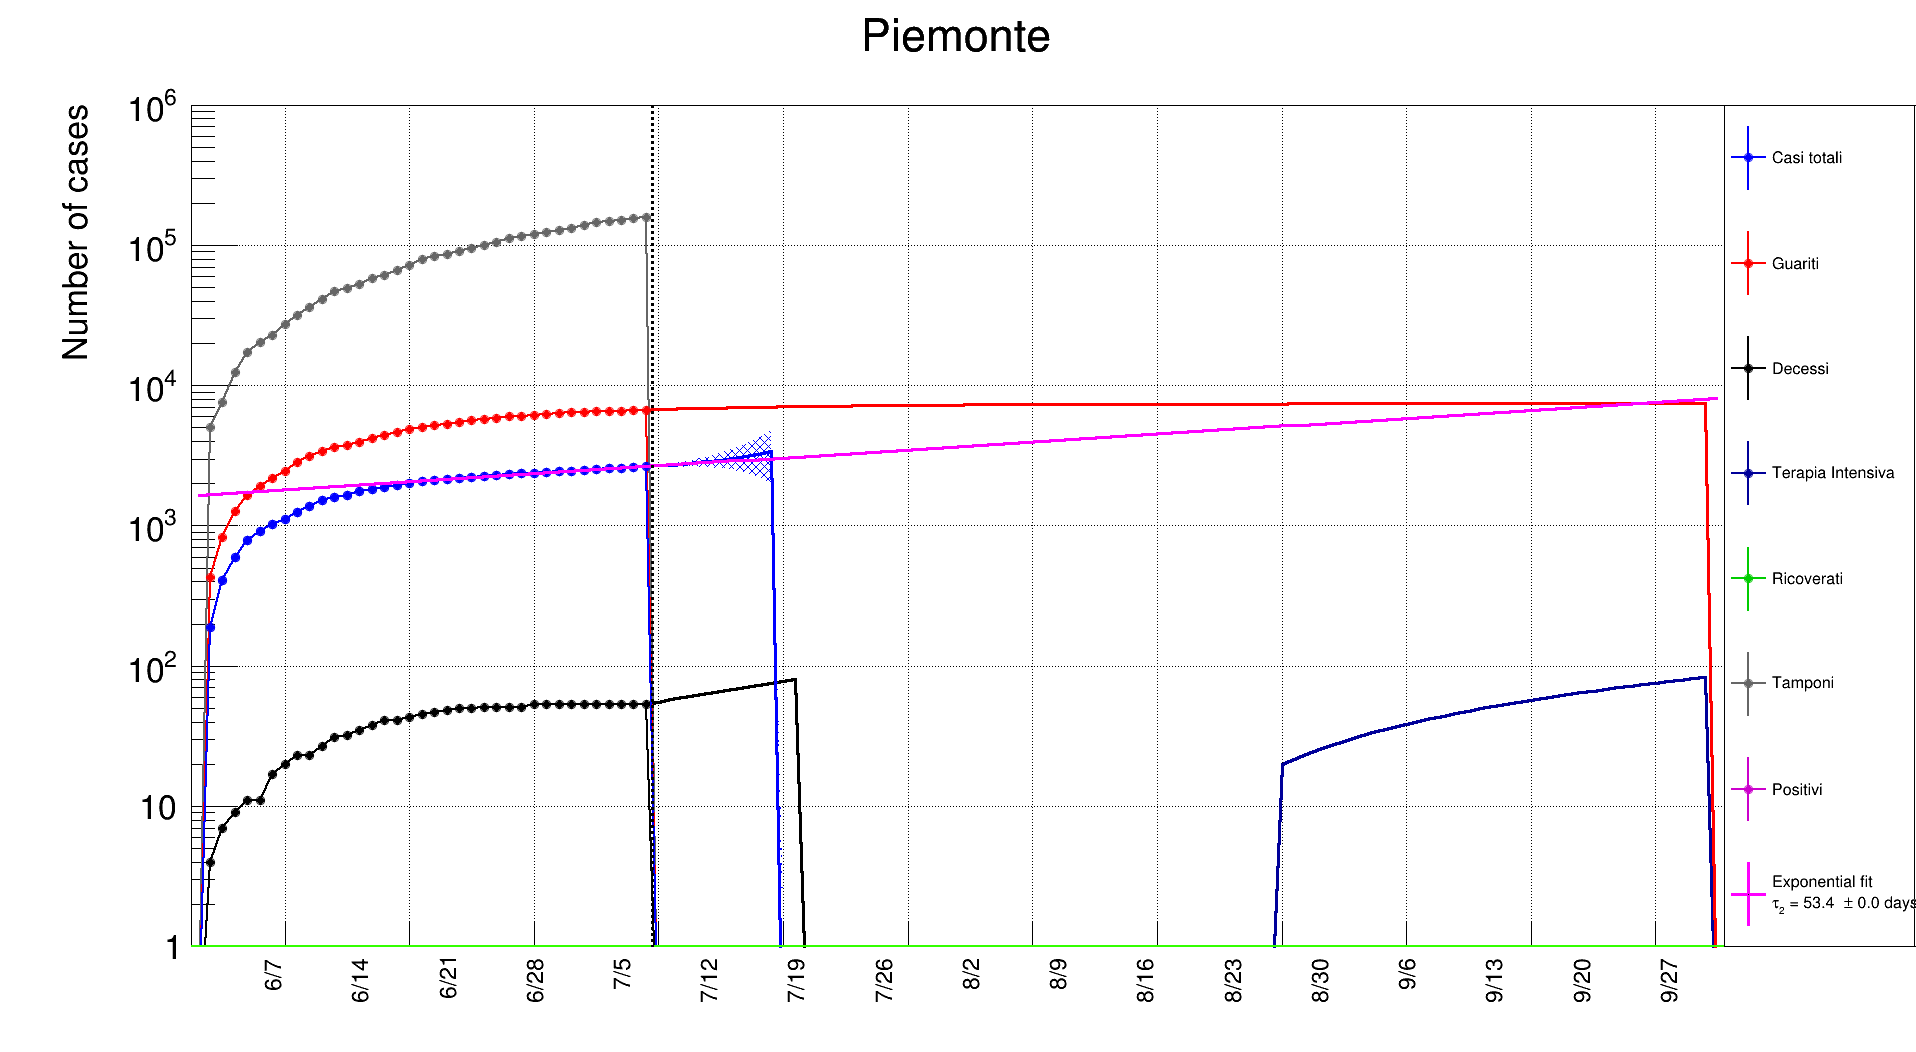 Piemonte
Number of cases
10^6
10^5
10^4
10^3
10^2
10
1
6/7
6/14
6/21
6/28
7/5
7/12
7/19
7/26
8/2
8/9
8/16
8/23
8/30
9/6
9/13
9/20
9/27
Casi totali
Guariti
Decessi
Terapia Intensiva
Ricoverati
Tamponi
Positivi
Exponential fit
τ_2 = 53.4 ± 0.0 days